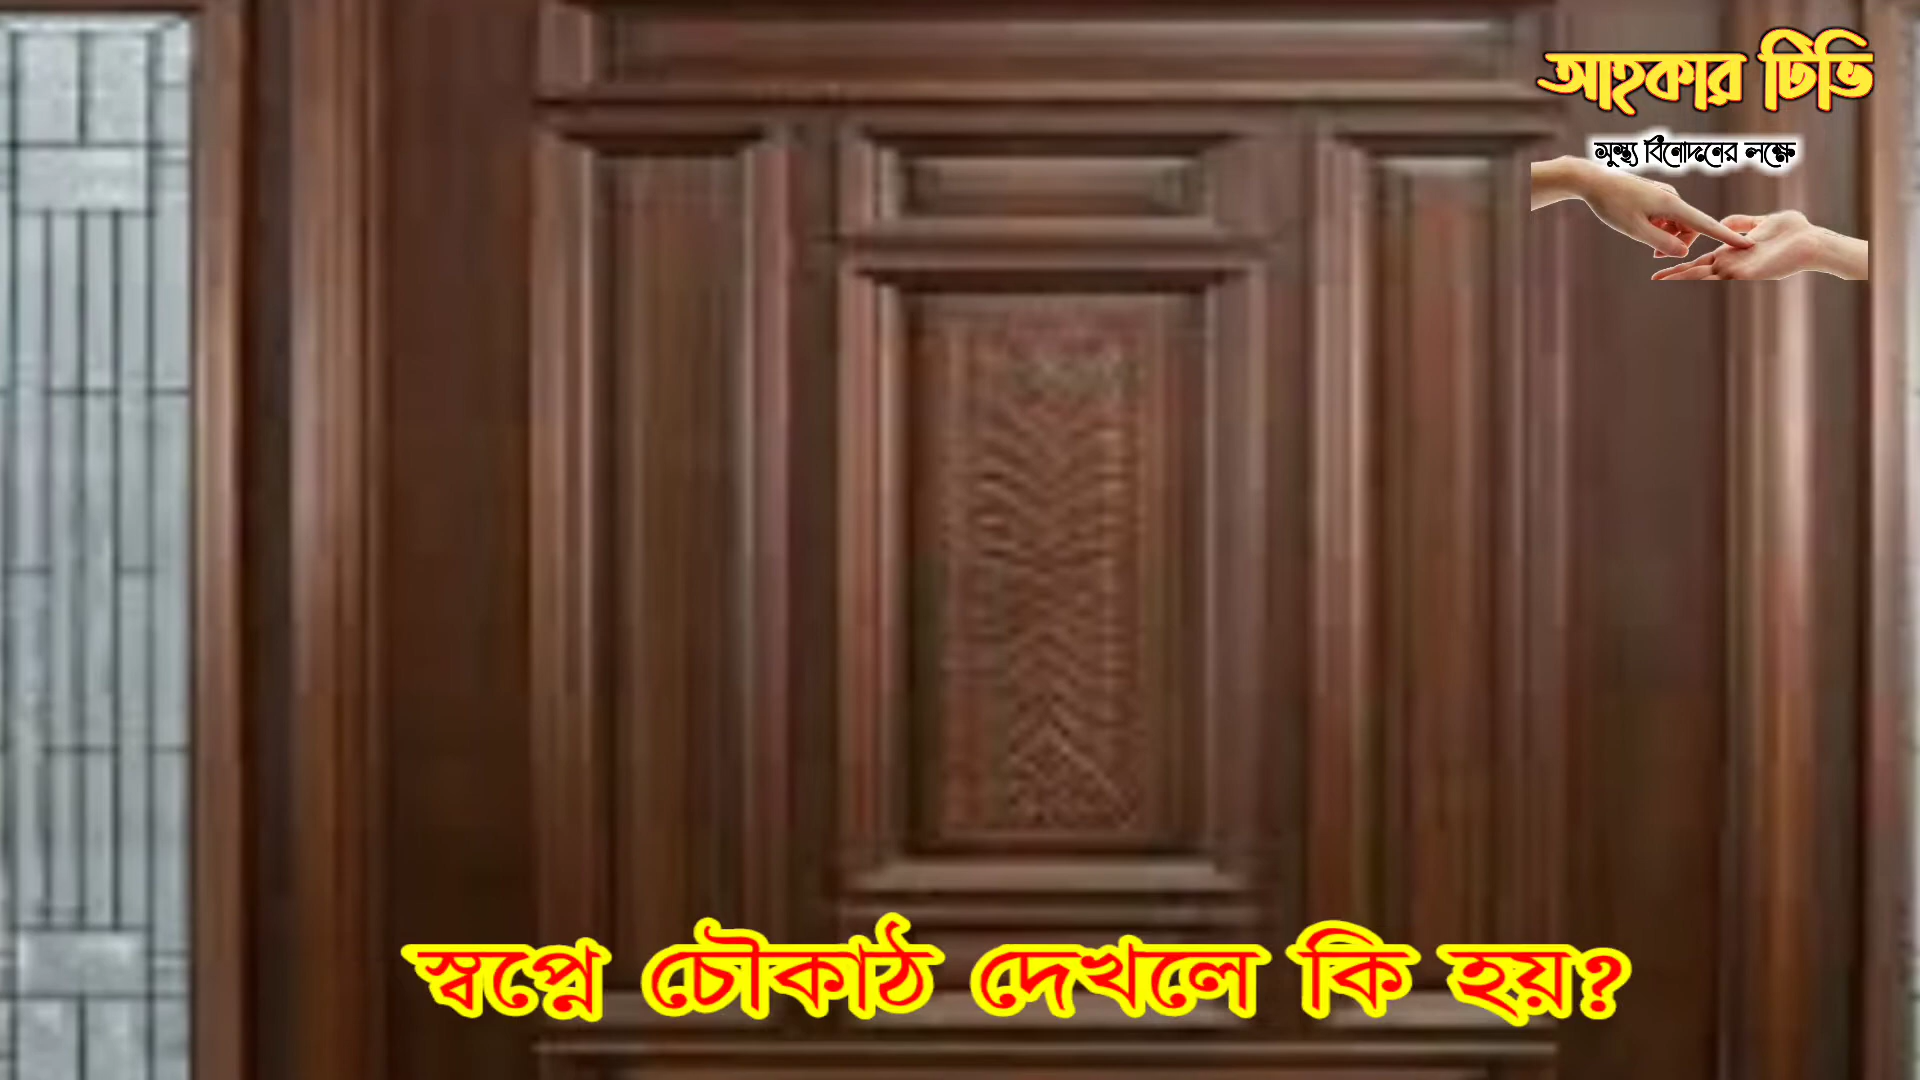 আহকার টিভি
সুস্থ্য বিনোদনের লক্ষে
স্বপ্নে চৌকাঠ দেখলে কি হয়?